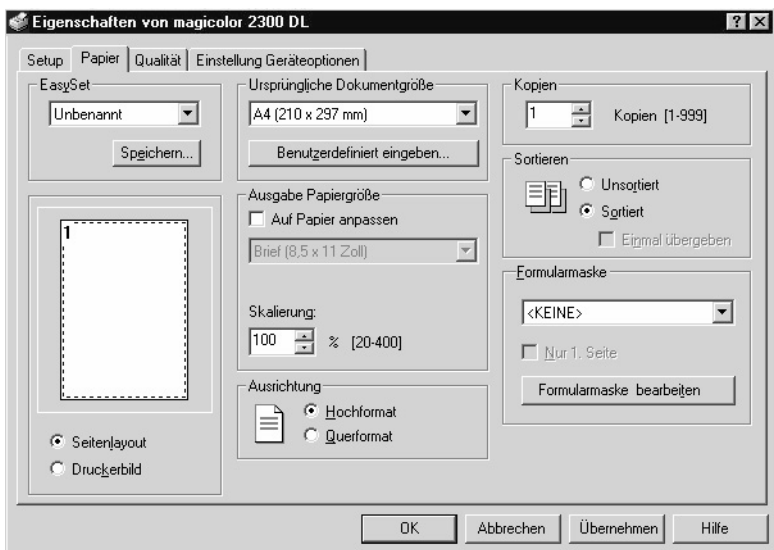 Eigenschaften von magicolor 2300 DL
Setup
Papier
Qualität
Einstellung Geräteoptionen
EasySet
Unbenannt
Speichern...
1
Seitenlayout
Druckerbild
Ursprüngliche Dokumentgröße
A4 (210 x 297 mm)
Benutzerdefiniert eingeben...
Ausgabe Papiergröße
Auf Papier anpassen
Brief (8,5 x 11 Zoll)
Skalierung:
100 % [20-400]
Ausrichtung
Hochformat
Querformat
Kopien
1 Kopien [1-999]
Sortieren
Unsortiert
Sortiert
Einmal übergeben
Formularmaske
<KEINE>
Nur 1. Seite
Formularmaske bearbeiten
OK
Abbrechen
Übernehmen
Hilfe